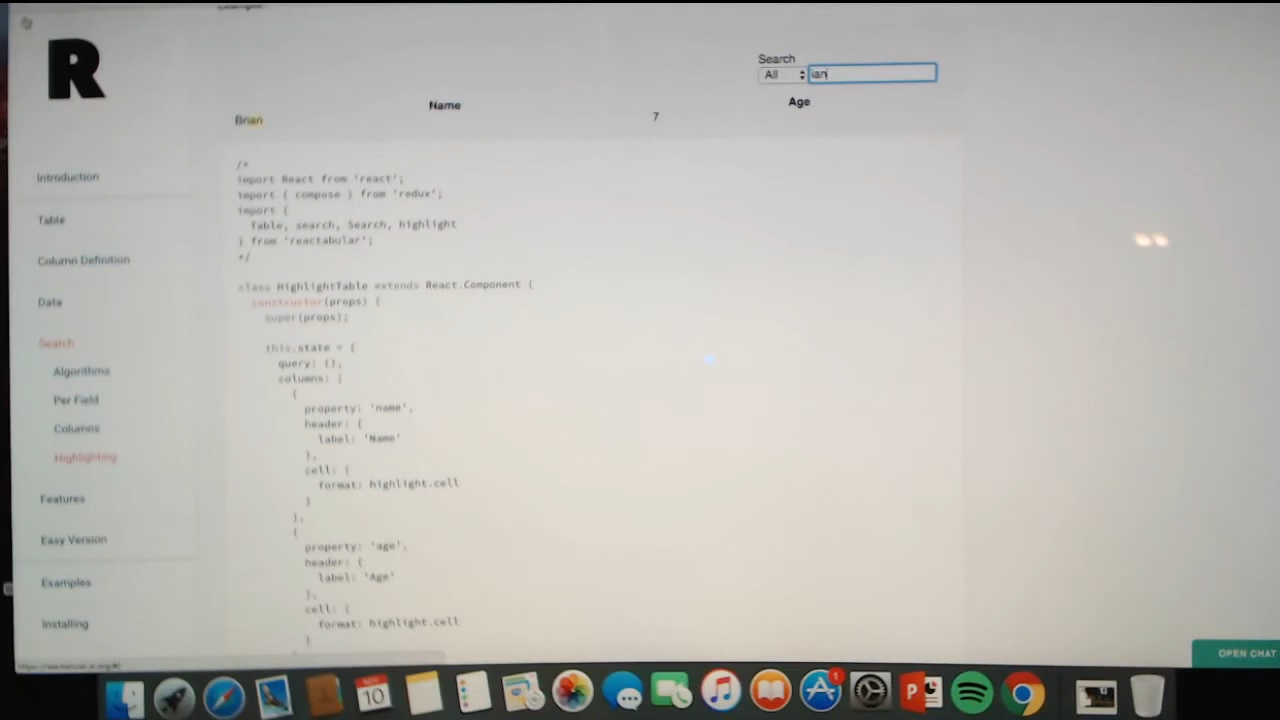 R
Search
All
ian
Name
Age
Brian
7
Introduction
Table
Column Definition
Data
Search
Algorithms
Per Field
Columns
Highlighting
Features
Easy Version
Examples
Installing
/*
import React from 'react';
import { compose } from 'redux';
import {
Table, search, Search, highlight
} from 'reactabular';
*/
class HighlightTable extends React.Component {
constructor(props) {
super(props);
this.state = {
query: {},
columns: [
{
property: 'name',
header: {
label: 'Name'
},
cell: {
format: highlight.cell
}
},
{
property: 'age',
header: {
label: 'Age'
},
cell: {
format: highlight.cell
}
OPEN CHAT
NOV
10
1
P